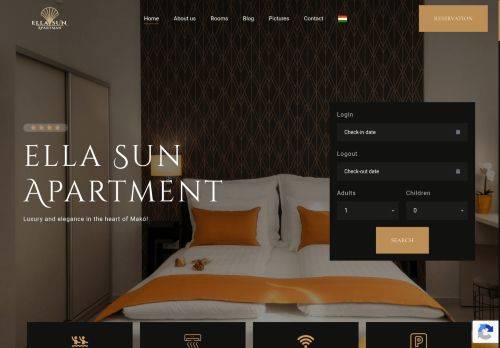 ELLA SUN
APARTMAN
Home
About us
Rooms
Blog
Pictures
Contact
RESERVATION
ELLA SUN
APARTMENT
Luxury and elegance in the heart of Makó!
Login
Check-in date
Logout
Check-out date
Adults
Children
1
0
SEARCH